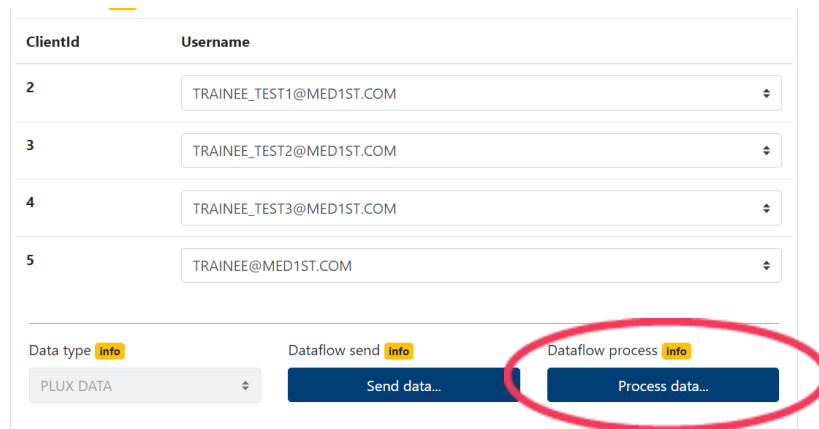 ClientId Username
2 TRAINEE_TEST1@MED1ST.COM
3 TRAINEE_TEST2@MED1ST.COM
4 TRAINEE_TEST3@MED1ST.COM
5 TRAINEE@MED1ST.COM
Data type info Dataflow send info Dataflow process info
PLUX DATA Send data... Process data...